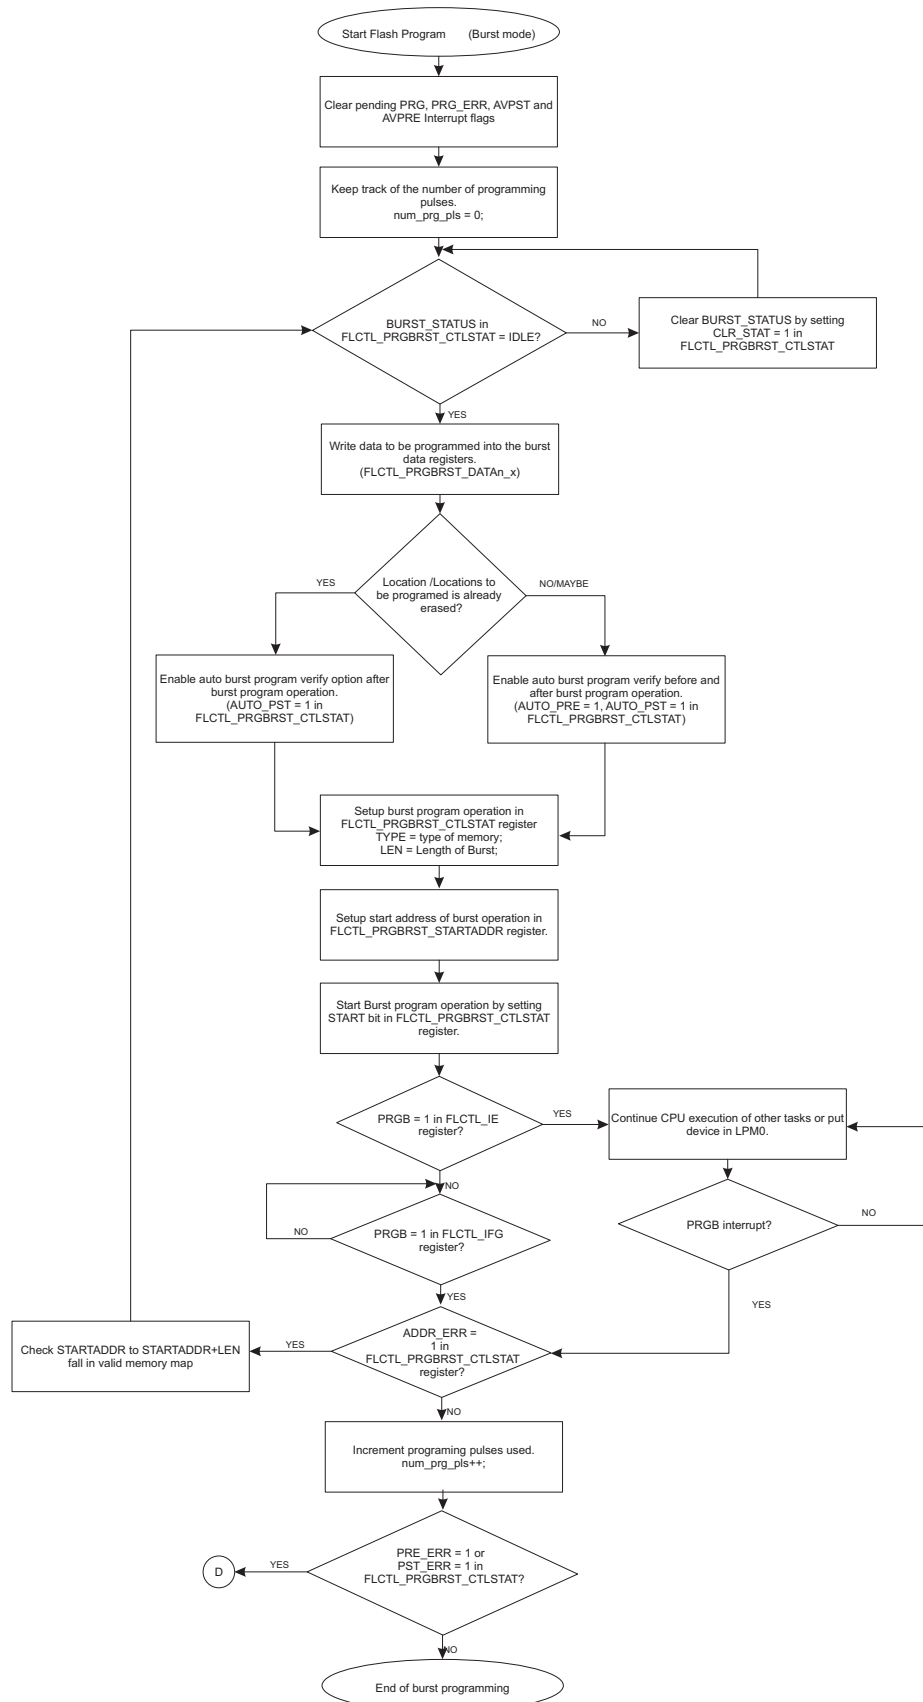 Start Flash Program (Burst mode)
Clear pending PRG, PRG_ERR, AVPST and
AVPRE Interrupt flags
Keep track of the number of programming
pulses.
num_prg_pls = 0;
BURST_STATUS in
FLCTL_PRGBRST_CTLSTAT = IDLE?
NO
Clear BURST_STATUS by setting
CLR_STAT = 1 in
FLCTL_PRGBRST_CTLSTAT
YES
Write data to be programmed into the burst
data registers.
(FLCTL_PRGBRST_DATAn_x)
YES
Location /Locations to
be programed is already
erased?
NO/MAYBE
Enable auto burst program verify option after
burst program operation.
(AUTO_PST = 1 in
FLCTL_PRGBRST_CTLSTAT)
Enable auto burst program verify before and
after burst program operation.
(AUTO_PRE = 1, AUTO_PST = 1 in
FLCTL_PRGBRST_CTLSTAT)
Setup burst program operation in
FLCTL_PRGBRST_CTLSTAT register
TYPE = type of memory;
LEN = Length of Burst;
Setup start address of burst operation in
FLCTL_PRGBRST_STARTADDR register.
Start Burst program operation by setting
START bit in FLCTL_PRGBRST_CTLSTAT
register.
PRGB = 1 in FLCTL_IE
register?
YES
Continue CPU execution of other tasks or put
device in LPM0.
NO
NO
PRGB = 1 in FLCTL_IFG
register?
PRGB interrupt?
NO
YES
YES
Check STARTADDR to STARTADDR+LEN
fall in valid memory map
YES
ADDR_ERR =
1 in
FLCTL_PRGBRST_CTLSTAT
register?
NO
Increment programing pulses used.
num_prg_pls++;
D
YES
PRE_ERR = 1 or
PST_ERR = 1 in
FLCTL_PRGBRST_CTLSTAT?
NO
End of burst programming